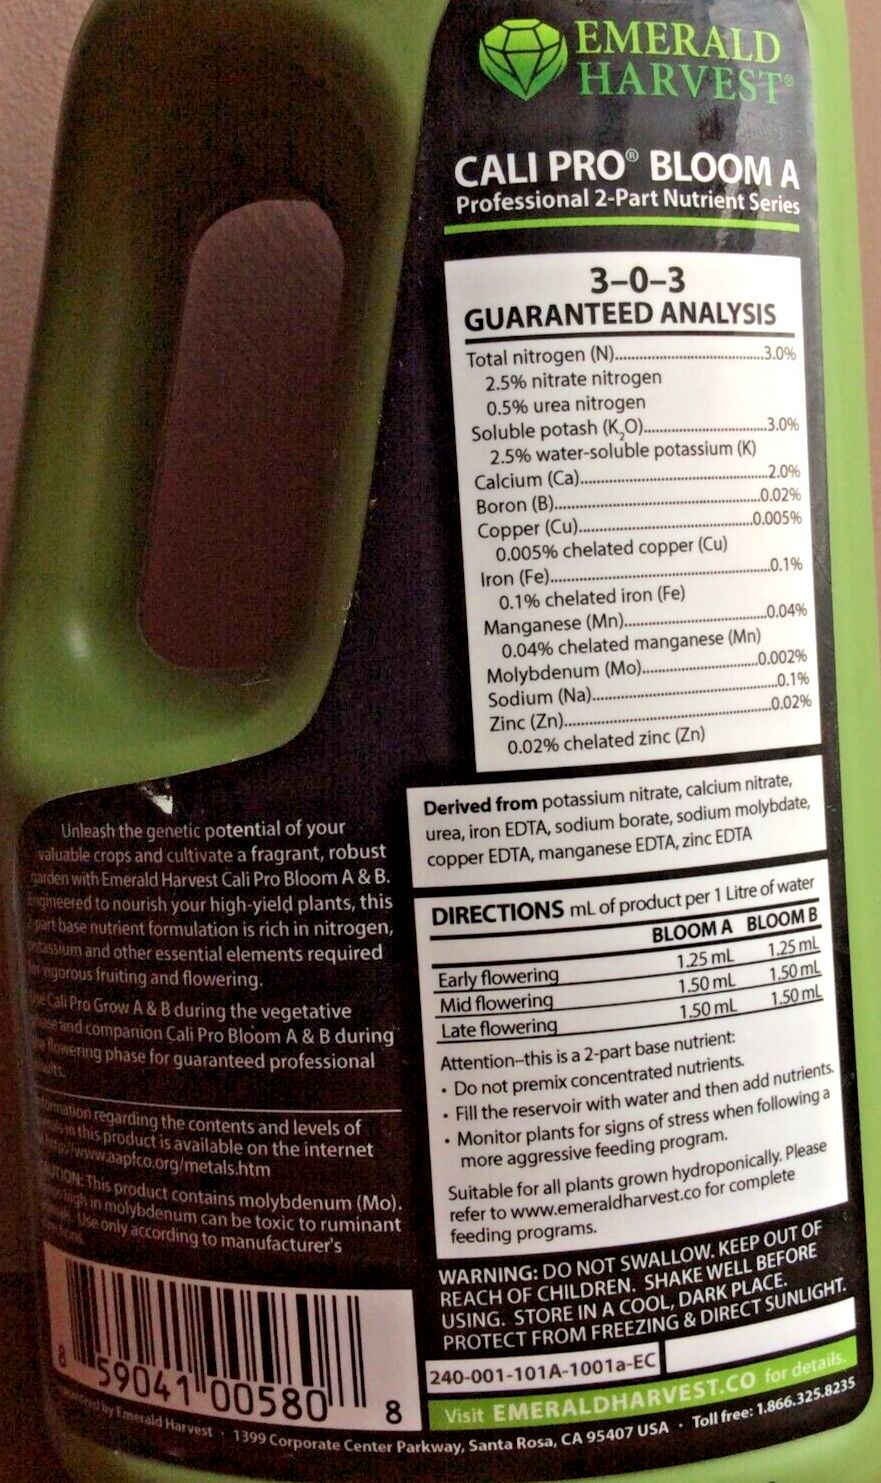 EMERALD
HARVEST®
CALI PRO® BLOOM A
Professional 2-Part Nutrient Series
3-0-3
GUARANTEED ANALYSIS
Total nitrogen (N)..........3.0%
2.5% nitrate nitrogen
0.5% urea nitrogen
Soluble potash (K₂O)..........3.0%
2.5% water-soluble potassium (K)
Calcium (Ca)..........2.0%
Boron (B)..........0.02%
Copper (Cu)..........0.005%
0.005% chelated copper (Cu)
Iron (Fe)..........0.1%
0.1% chelated iron (Fe)
Manganese (Mn)..........0.04%
0.04% chelated manganese (Mn)
Molybdenum (Mo)..........0.002%
Sodium (Na)..........0.1%
Zinc (Zn)..........0.02%
0.02% chelated zinc (Zn)
Derived from potassium nitrate, calcium nitrate,
urea, iron EDTA, sodium borate, sodium molybdate,
copper EDTA, manganese EDTA, zinc EDTA
DIRECTIONS mL of product per 1 Litre of water
BLOOM A BLOOM B
Early flowering 1.25 mL 1.25 mL
Mid flowering 1.50 mL 1.50 mL
Late flowering 1.50 mL 1.50 mL
Attention–this is a 2-part base nutrient:
• Do not premix concentrated nutrients.
• Fill the reservoir with water and then add nutrients.
• Monitor plants for signs of stress when following a
more aggressive feeding program.
Suitable for all plants grown hydroponically. Please
refer to www.emeraldharvest.co for complete
feeding programs.
WARNING: DO NOT SWALLOW. KEEP OUT OF
REACH OF CHILDREN. SHAKE WELL BEFORE
USING. STORE IN A COOL, DARK PLACE.
PROTECT FROM FREEZING & DIRECT SUNLIGHT.
240-001-101A-1001a-EC
Visit EMERALDHARVEST.CO for details.
Unleash the genetic potential of your
valuable crops and cultivate a fragrant, robust
garden with Emerald Harvest Cali Pro Bloom A & B.
Engineered to nourish your high-yield plants, this
part base nutrient formulation is rich in nitrogen,
potassium and other essential elements required
for vigorous fruiting and flowering.
Use Cali Pro Grow A & B during the vegetative
and companion Cali Pro Bloom A & B during
flowering phase for guaranteed professional
regarding the contents and levels of
in this product is available on the internet
http://www.aapfco.org/metals.htm
This product contains molybdenum (Mo).
high in molybdenum can be toxic to ruminant
Use only according to manufacturer's
8 59041 00580 8
by Emerald Harvest · 1399 Corporate Center Parkway, Santa Rosa, CA 95407 USA · Toll free: 1.866.325.8235